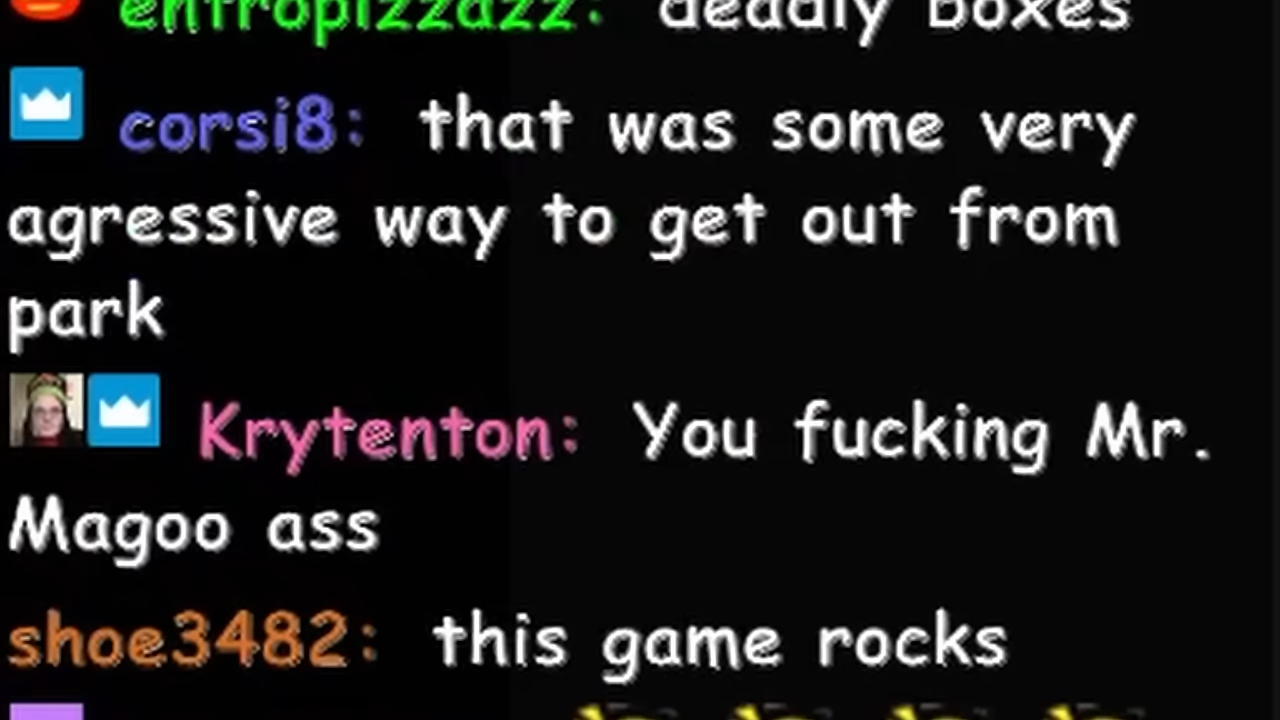 entropizzazz: deadly boxes
corsi8: that was some very
agressive way to get out from
park
Krytenton: You fucking Mr.
Magoo ass
shoe3482: this game rocks